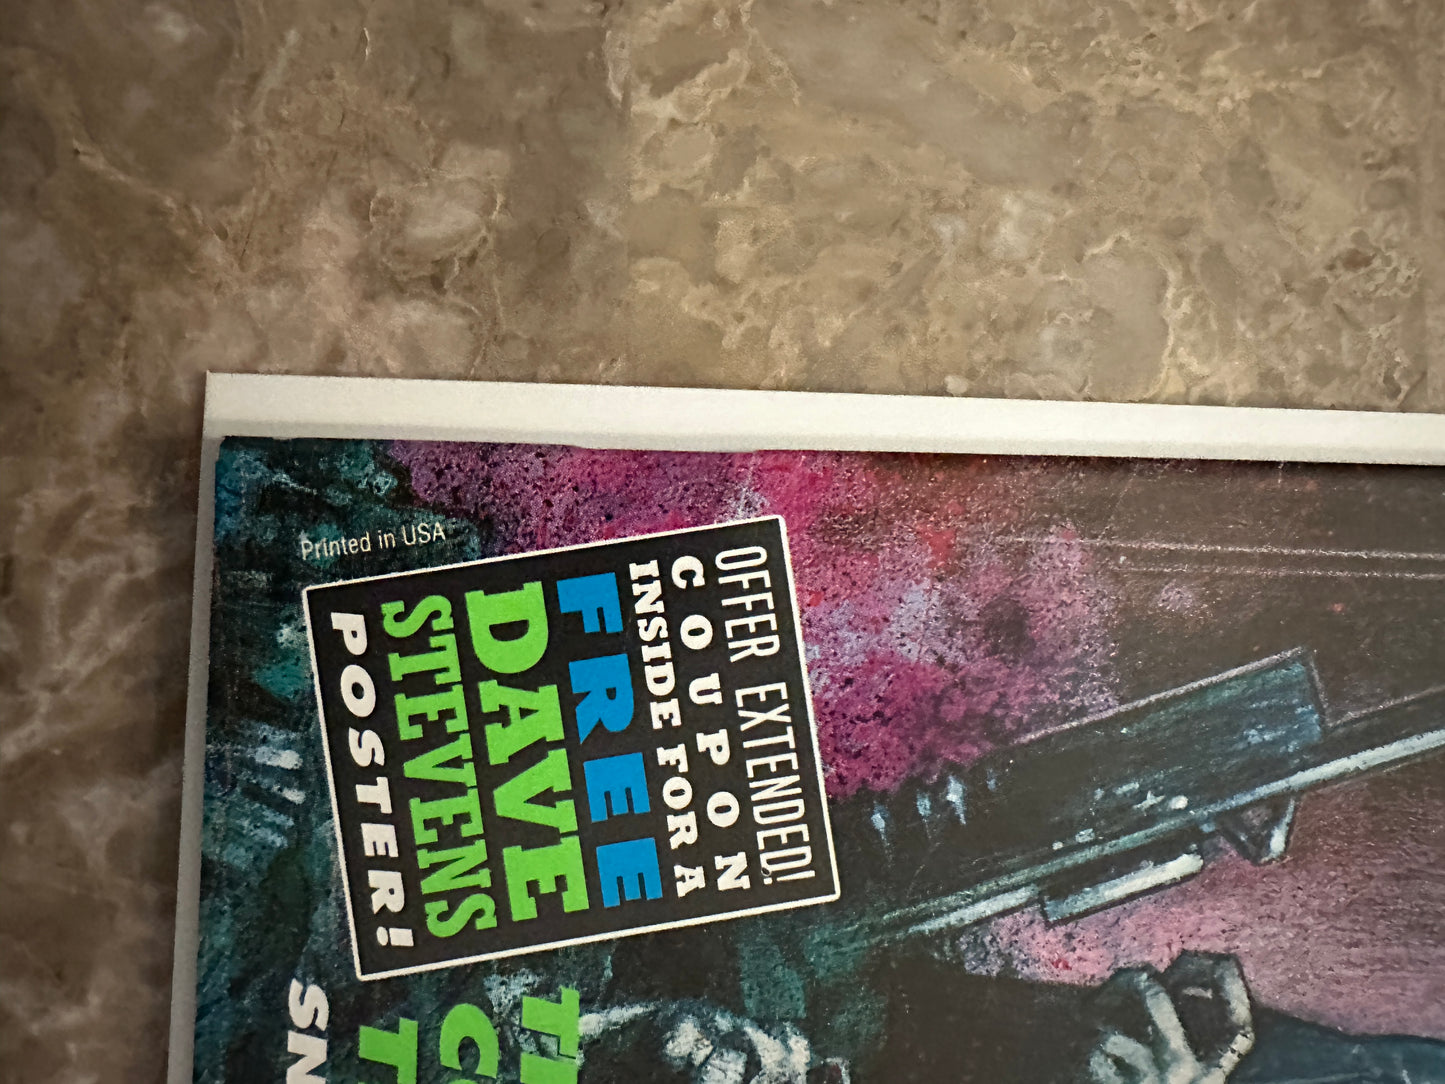 Printed in USA
OFFER EXTENDED!
COUPON
INSIDE FOR A
FREE
DAVE
STEVENS
POSTER!